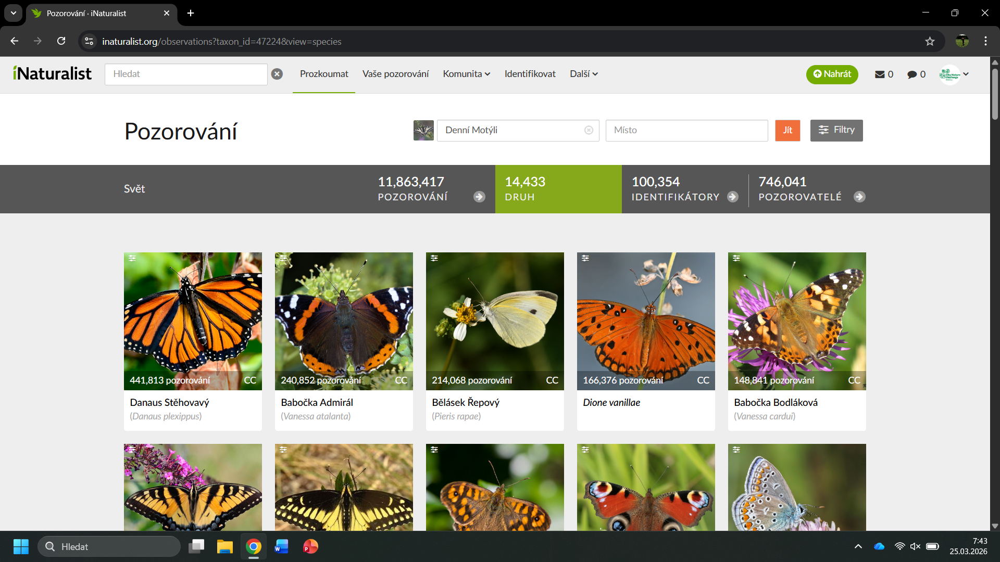 Pozorování · iNaturalist
inaturalist.org/observations?taxon_id=47224&view=species
iNaturalist
Hledat
Prozkoumat
Vaše pozorování
Komunita
Identifikovat
Další
Nahrát
0
0
Pozorování
Denní Motýli
Místo
Jít
Filtry
Svět
11,863,417
POZOROVÁNÍ
14,433
DRUH
100,354
IDENTIFIKÁTORY
746,041
POZOROVATELÉ
441,813 pozorování CC
240,852 pozorování CC
214,068 pozorování CC
166,376 pozorování CC
148,841 pozorování CC
Danaus Stěhovavý
(Danaus plexippus)
Babočka Admirál
(Vanessa atalanta)
Bělásek Řepový
(Pieris rapae)
Dione vanillae
Babočka Bodláková
(Vanessa cardui)
Hledat
7:43
25.03.2026